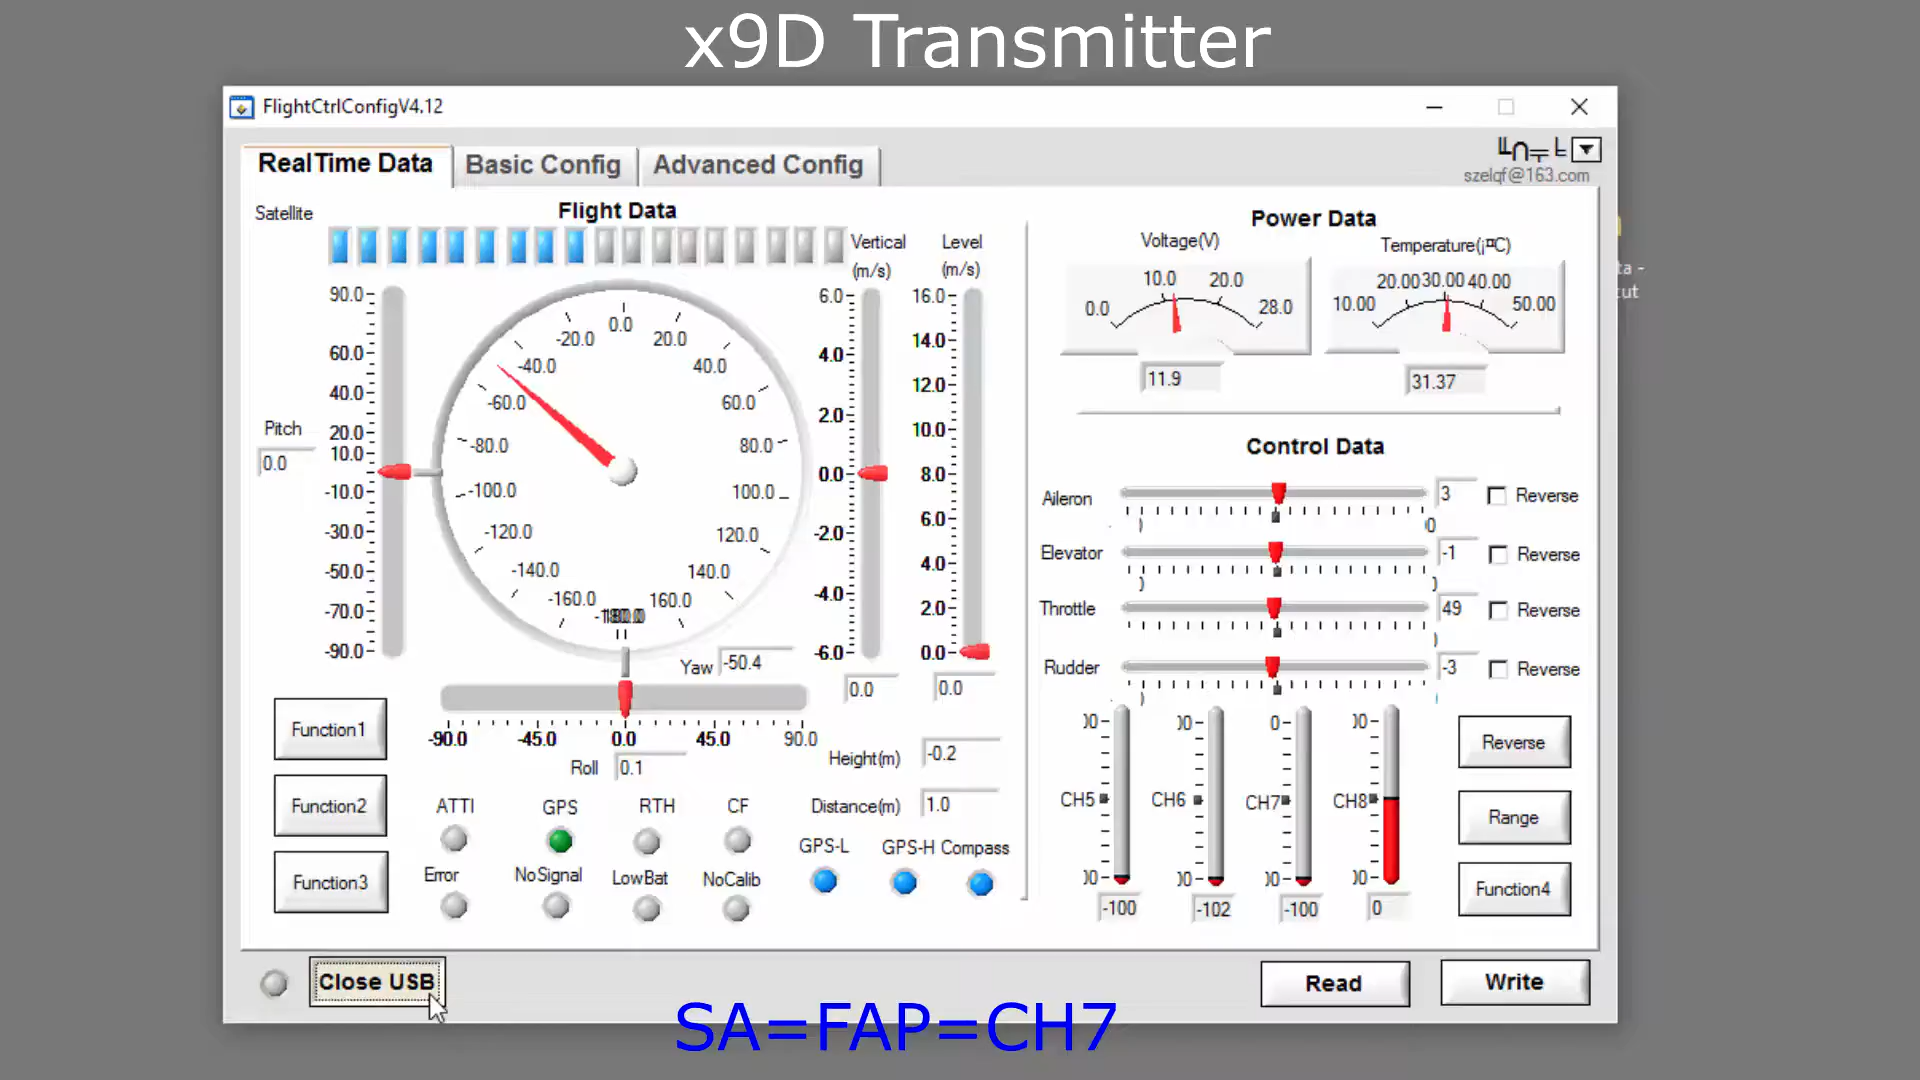 x9D Transmitter
FlightCtrlConfigV4.12
RealTime Data
Basic Config
Advanced Config
szelqf@163.com
Satellite
Flight Data
Vertical
(m/s)
Level
(m/s)
Power Data
Voltage(V)
0.0 10.0 20.0 28.0
11.9
Temperature(¡¤C)
10.00 20.00 30.00 40.00 50.00
31.37
90.0
60.0
40.0
20.0
10.0
-10.0
-30.0
-50.0
-70.0
-90.0
Pitch
0.0
0.0
-20.0
20.0
-40.0
40.0
-60.0
60.0
-80.0
80.0
-100.0
100.0
-120.0
120.0
-140.0
140.0
-160.0
160.0
6.0
4.0
2.0
0.0
-2.0
-4.0
-6.0
0.0
16.0
14.0
12.0
10.0
8.0
6.0
4.0
2.0
0.0
0.0
Yaw -50.4
-90.0 -45.0 0.0 45.0 90.0
Roll 0.1
Height(m) -0.2
Distance(m) 1.0
Function1
Function2
Function3
ATTI GPS RTH CF
Error NoSignal LowBat NoCalib
GPS-L GPS-H Compass
Control Data
Aileron 3 Reverse
Elevator -1 Reverse
Throttle 49 Reverse
Rudder -3 Reverse
CH5 CH6 CH7 CH8
-100 -102 -100 0
Reverse
Range
Function4
Close USB
Read
Write
ta -
cut
SA=FAP=CH7